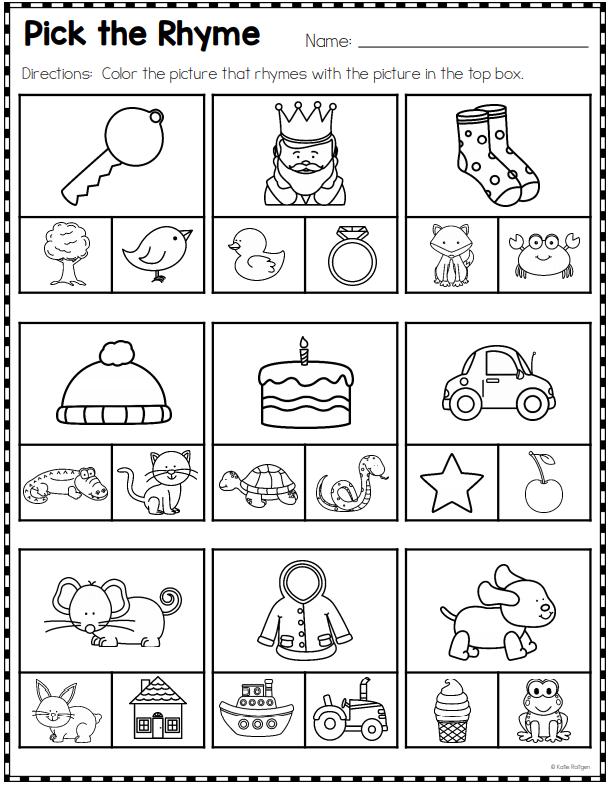 Pick the Rhyme
Name:
Directions: Color the picture that rhymes with the picture in the top box.
© Katie Roltgen